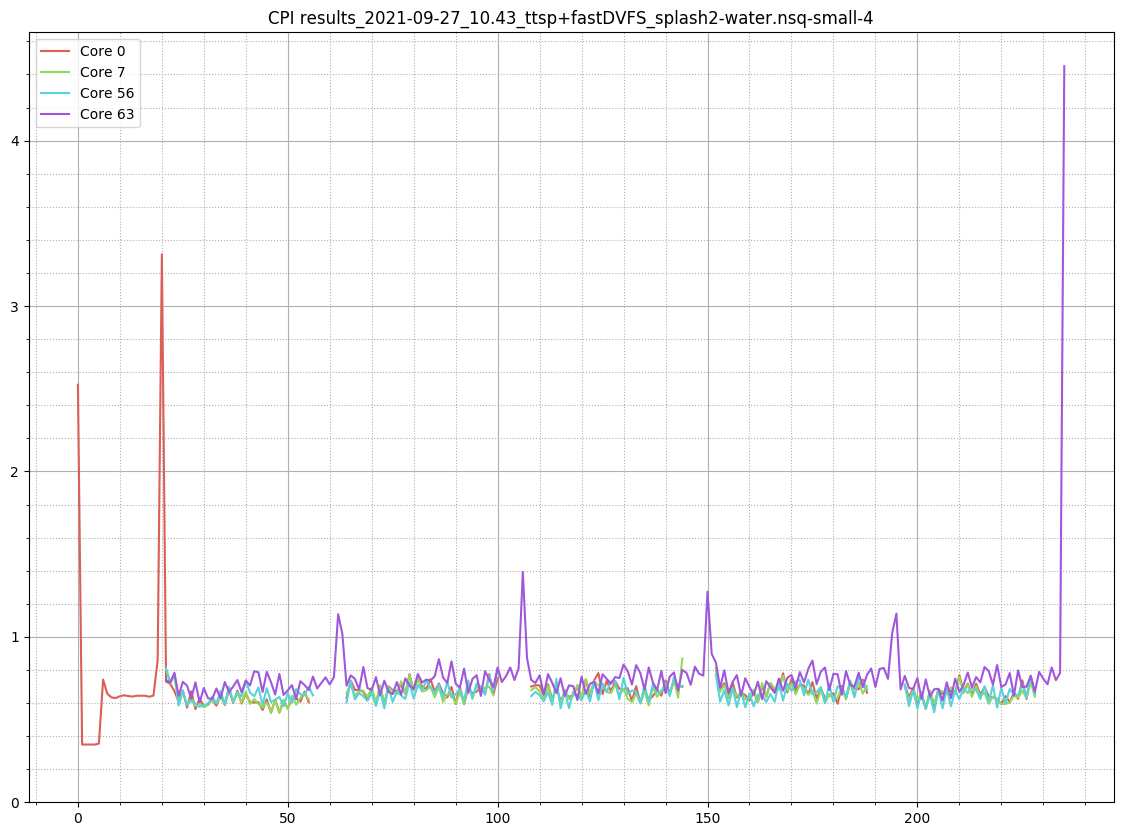 CPI results_2021-09-27_10.43_ttsp+fastDVFS_splash2-water.nsq-small-4
Core 0
Core 7
Core 56
Core 63
4
3
2
1
0
0 50 100 150 200